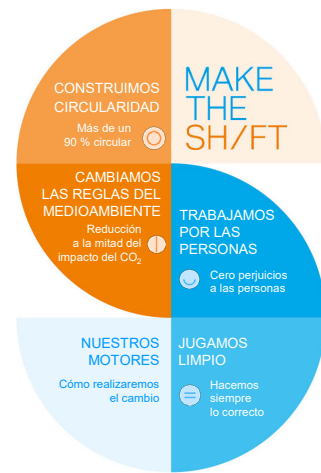 CONSTRUIMOS
CIRCULARIDAD
Más de un
90 % circular
MAKE
THE
SH/FT
CAMBIAMOS
LAS REGLAS DEL
MEDIOAMBIENTE
Reducción
a la mitad del
impacto del CO₂
TRABAJAMOS
POR LAS
PERSONAS
Cero perjuicios
a las personas
NUESTROS
MOTORES
Cómo realizaremos
el cambio
JUGAMOS
LIMPIO
Hacemos
siempre
lo correcto